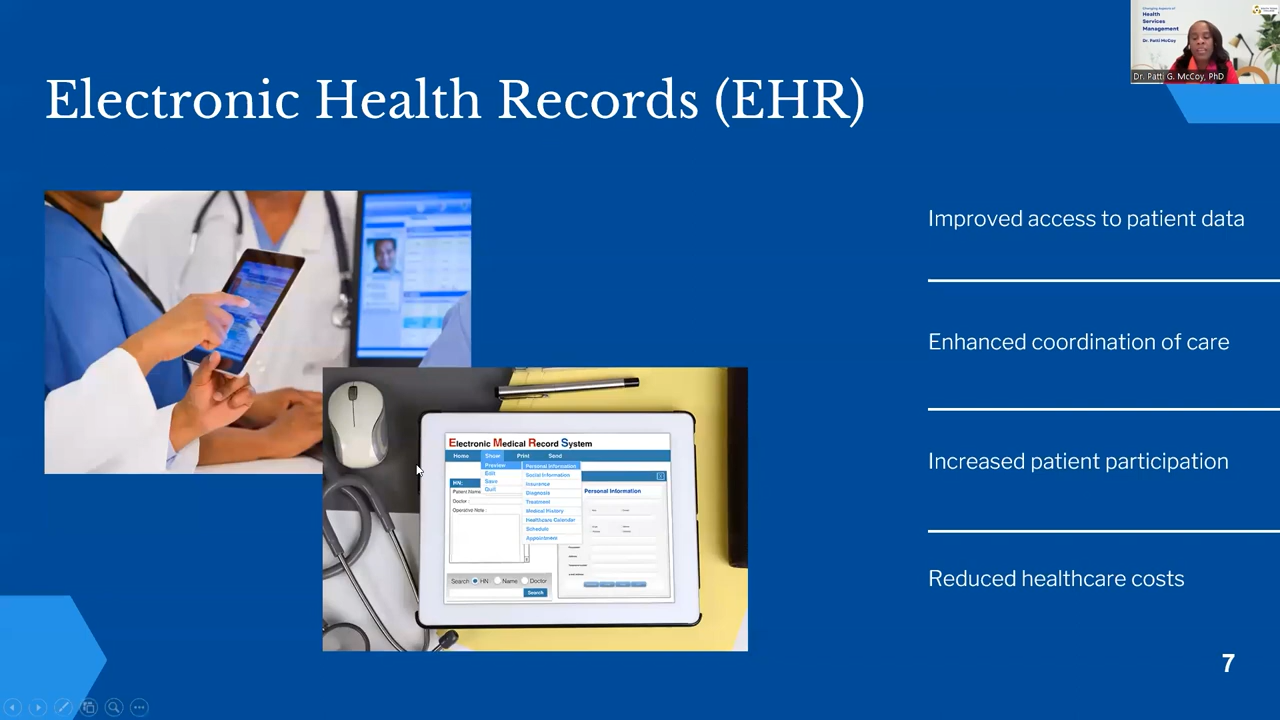 Changing Aspects of
Health
Services
Management
Dr. Patti McCoy
Dr. Patti G. McCoy, PhD
Electronic Health Records (EHR)
Improved access to patient data
Enhanced coordination of care
Increased patient participation
Reduced healthcare costs
Electronic Medical Record System
Home Show Print Send
Preview
Edit
Save
Quit
Personal Information
Social Information
Insurance
Diagnosis
Treatment
Medical History
Healthcare Calender
Schedule
Appointment
HN:
Patient Name
Doctor :
Operative Note :
Personal Information
Search HN Name Doctor
Search
7